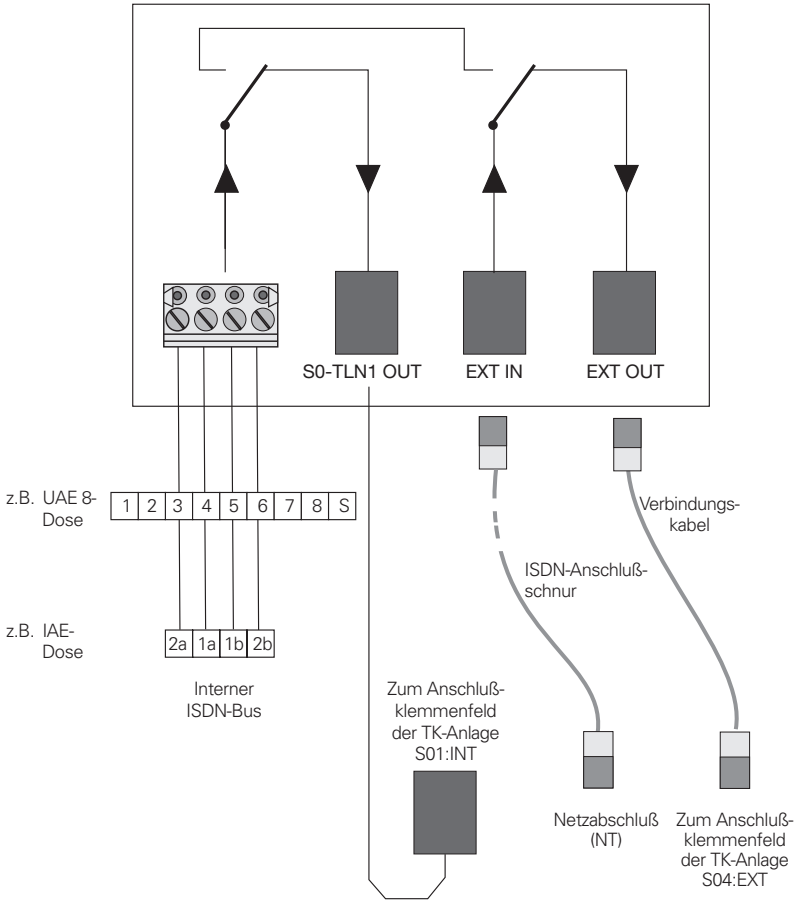 S0-TLN1 OUT
EXT IN
EXT OUT
z.B. UAE 8-
Dose
1 2 3 4 5 6 7 8 S
Verbindungs-
kabel
ISDN-Anschluß-
schnur
z.B. IAE-
Dose
2a 1a 1b 2b
Interner
ISDN-Bus
Zum Anschluß-
klemmenfeld
der TK-Anlage
S01:INT
Netzabschluß
(NT)
Zum Anschluß-
klemmenfeld
der TK-Anlage
S04:EXT